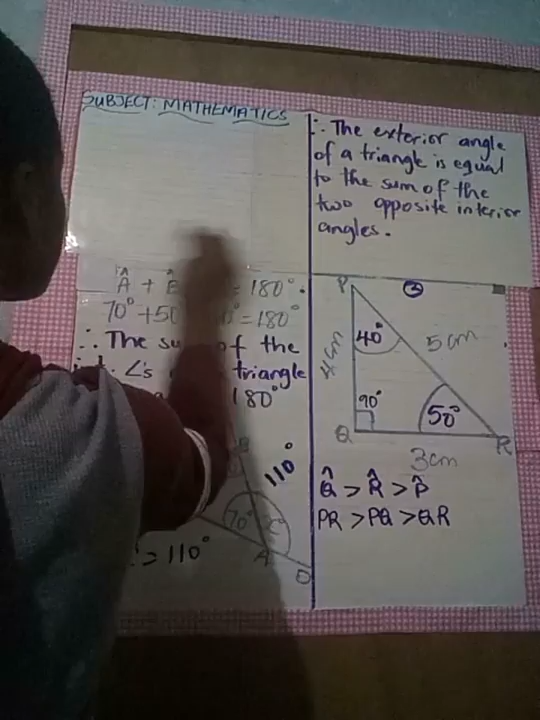 SUBJECT: MATHEMATICS
Â + B̂ = 180°.
70° + 50 0° = 180°
∴ The su of the
∠'s triangle
180°
110°
70°
A
D
> 110°
∴ The exterior angle
of a triangle is equal
to the sum of the
two opposite interior
angles.
P
40°
4cm
5cm
90°
50°
Q
R
3cm
Q̂ > R̂ > P̂
PR > PQ > QR